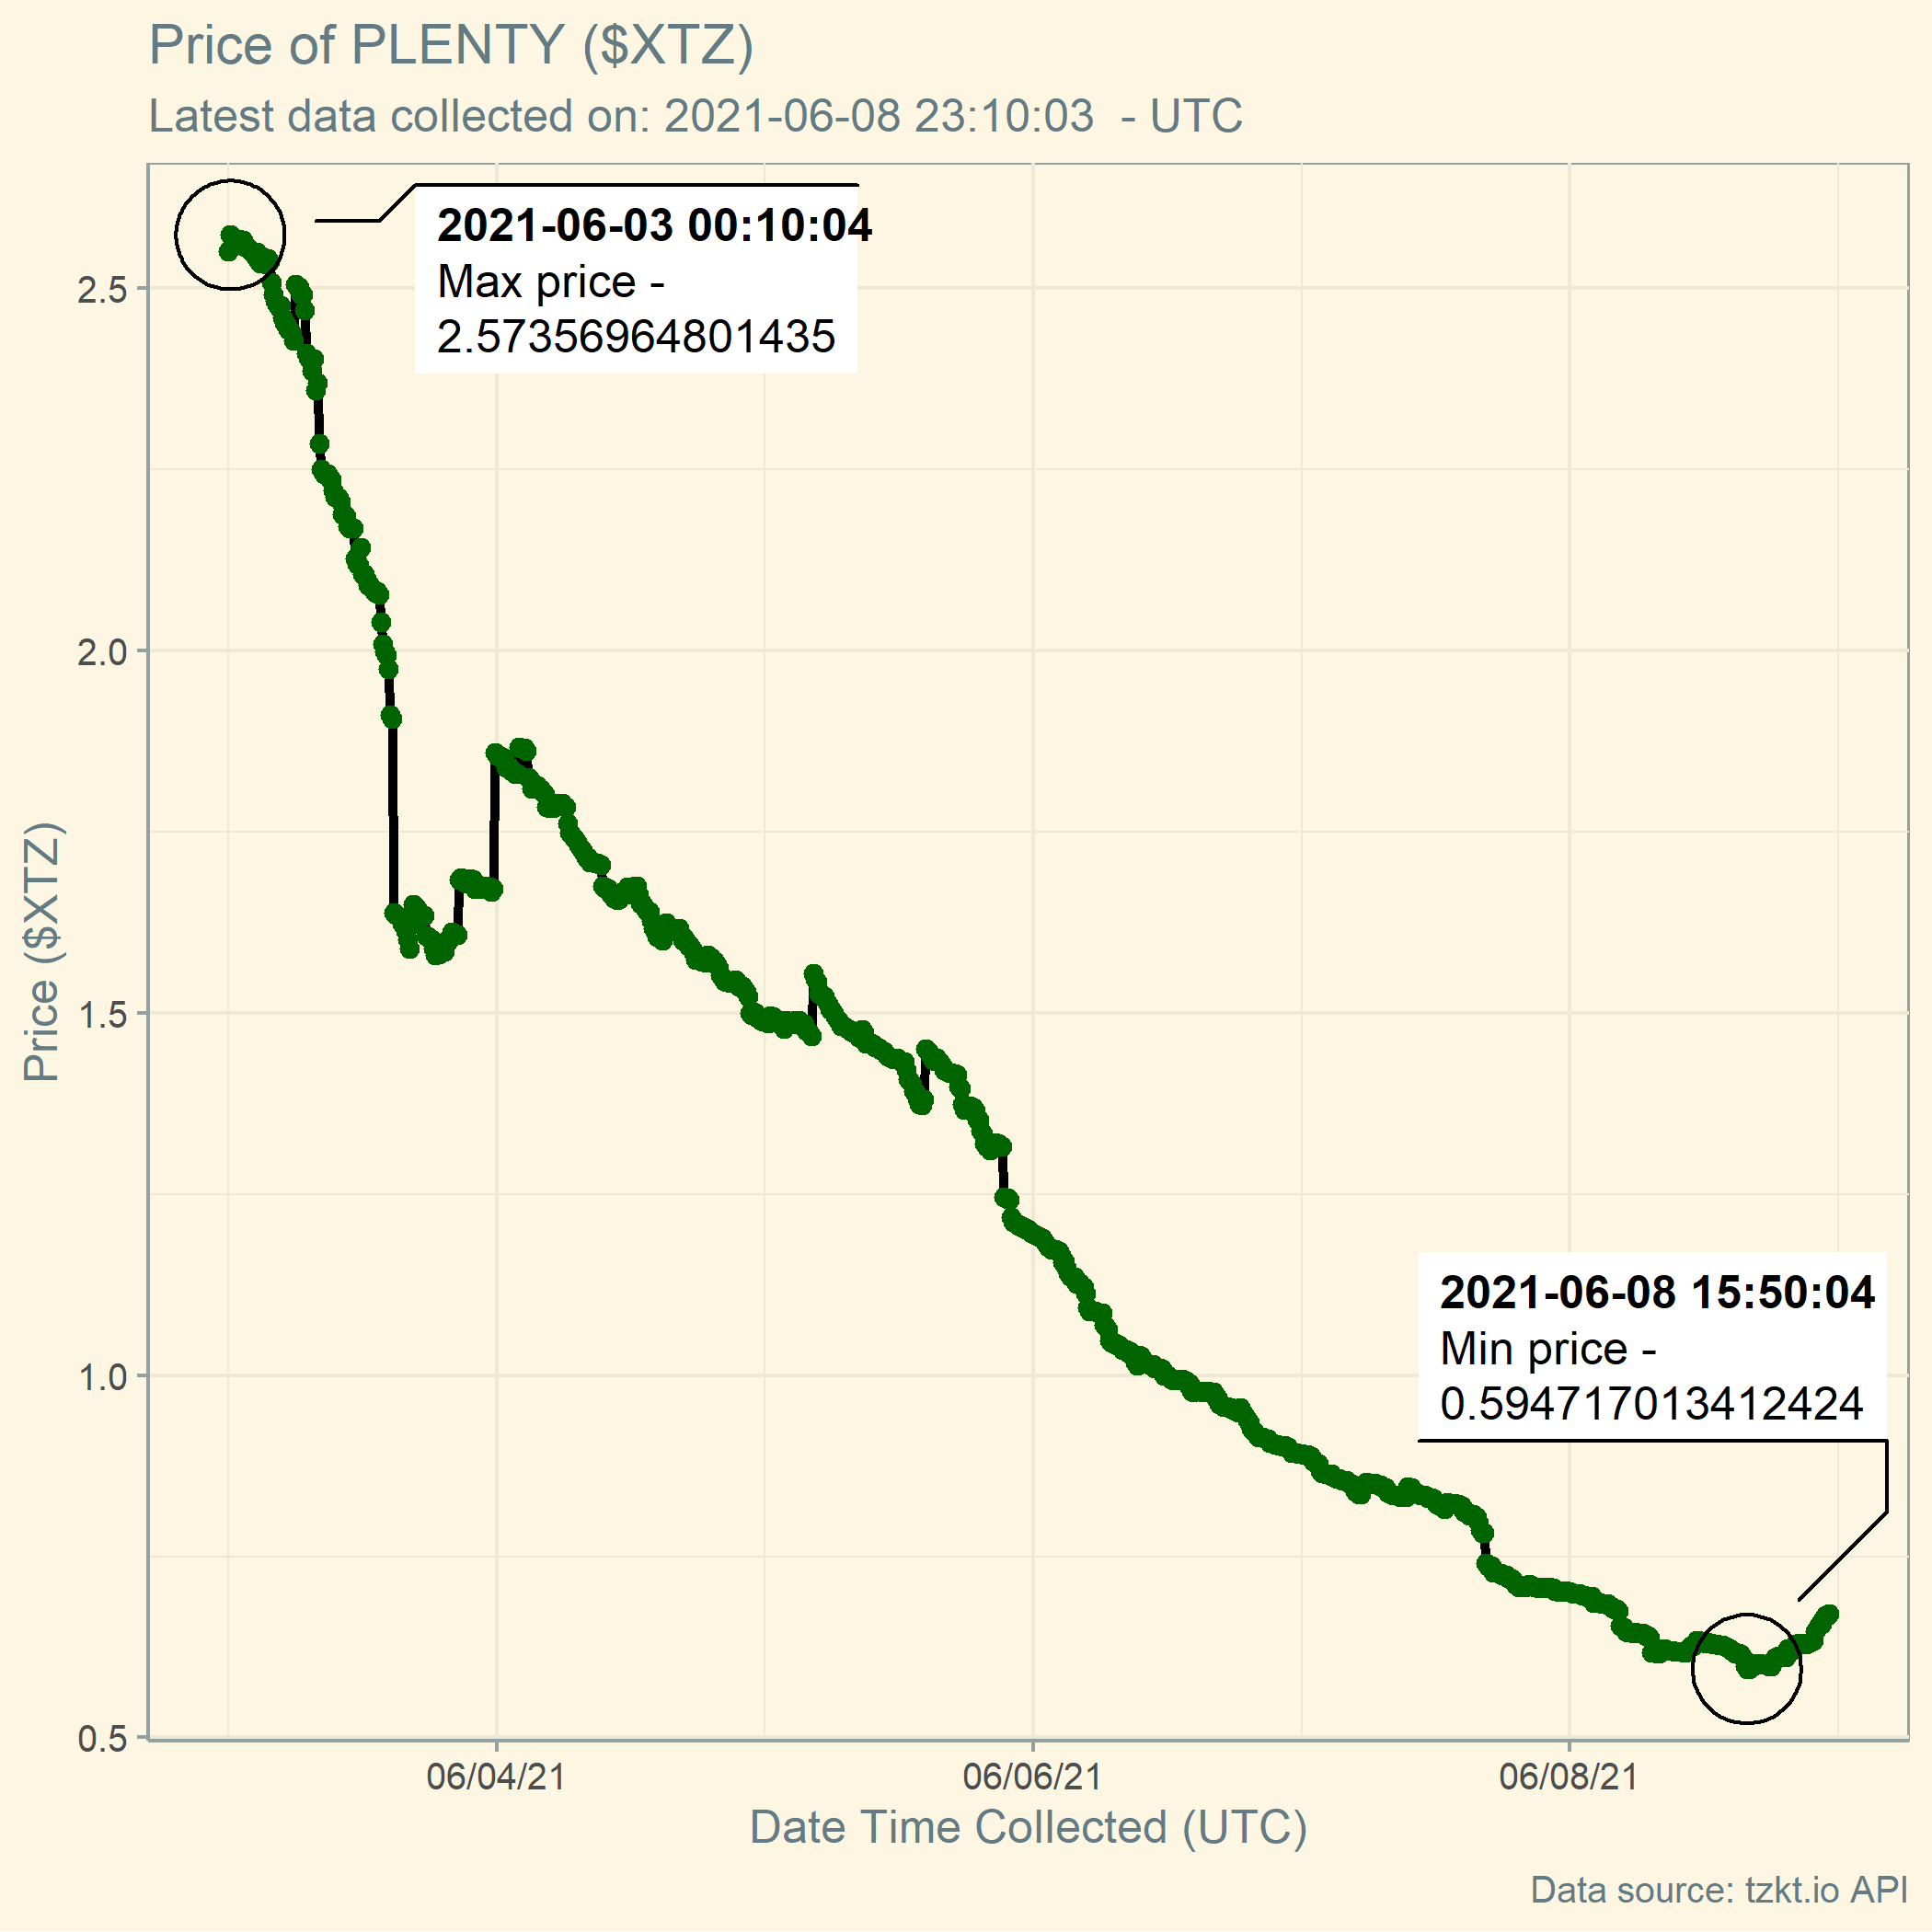 Price of PLENTY ($XTZ)
Latest data collected on: 2021-06-08 23:10:03  - UTC
2021-06-03 00:10:04
Max price -
2.57356964801435
2.5
2.0
1.5
1.0
0.5
Price ($XTZ)
2021-06-08 15:50:04
Min price -
0.594717013412424
06/04/21
06/06/21
06/08/21
Date Time Collected (UTC)
Data source: tzkt.io API